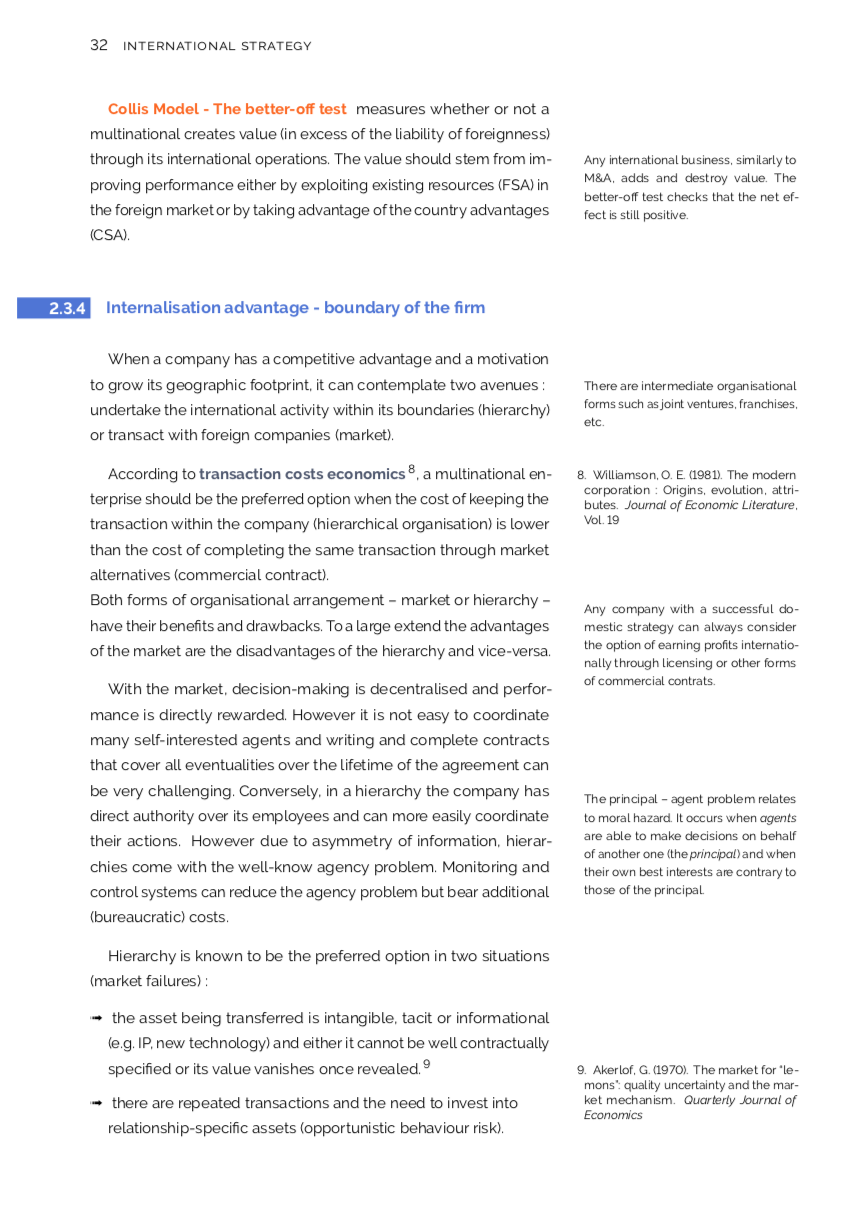 32 INTERNATIONAL STRATEGY
Collis Model - The better-off test measures whether or not a
multinational creates value (in excess of the liability of foreignness)
through its international operations. The value should stem from im-
proving performance either by exploiting existing resources (FSA) in
the foreign market or by taking advantage of the country advantages
(CSA).
Any international business, similarly to
M&A, adds and destroy value. The
better-off test checks that the net ef-
fect is still positive.
2.3.4 Internalisation advantage - boundary of the firm
When a company has a competitive advantage and a motivation
to grow its geographic footprint, it can contemplate two avenues :
undertake the international activity within its boundaries (hierarchy)
or transact with foreign companies (market).
There are intermediate organisational
forms such as joint ventures, franchises,
etc.
According to transaction costs economics 8, a multinational en-
terprise should be the preferred option when the cost of keeping the
transaction within the company (hierarchical organisation) is lower
than the cost of completing the same transaction through market
alternatives (commercial contract).
8. Williamson, O. E. (1981). The modern
corporation : Origins, evolution, attri-
butes. Journal of Economic Literature,
Vol. 19
Both forms of organisational arrangement – market or hierarchy –
have their benefits and drawbacks. To a large extend the advantages
of the market are the disadvantages of the hierarchy and vice-versa.
Any company with a successful do-
mestic strategy can always consider
the option of earning profits internatio-
nally through licensing or other forms
of commercial contrats.
With the market, decision-making is decentralised and perfor-
mance is directly rewarded. However it is not easy to coordinate
many self-interested agents and writing and complete contracts
that cover all eventualities over the lifetime of the agreement can
be very challenging. Conversely, in a hierarchy the company has
direct authority over its employees and can more easily coordinate
their actions. However due to asymmetry of information, hierar-
chies come with the well-know agency problem. Monitoring and
control systems can reduce the agency problem but bear additional
(bureaucratic) costs.
The principal – agent problem relates
to moral hazard. It occurs when agents
are able to make decisions on behalf
of another one (the principal) and when
their own best interests are contrary to
those of the principal.
Hierarchy is known to be the preferred option in two situations
(market failures) :
➟ the asset being transferred is intangible, tacit or informational
(e.g. IP, new technology) and either it cannot be well contractually
specified or its value vanishes once revealed. 9
➟ there are repeated transactions and the need to invest into
relationship-specific assets (opportunistic behaviour risk).
9. Akerlof, G. (1970). The market for “le-
mons”: quality uncertainty and the mar-
ket mechanism. Quarterly Journal of
Economics